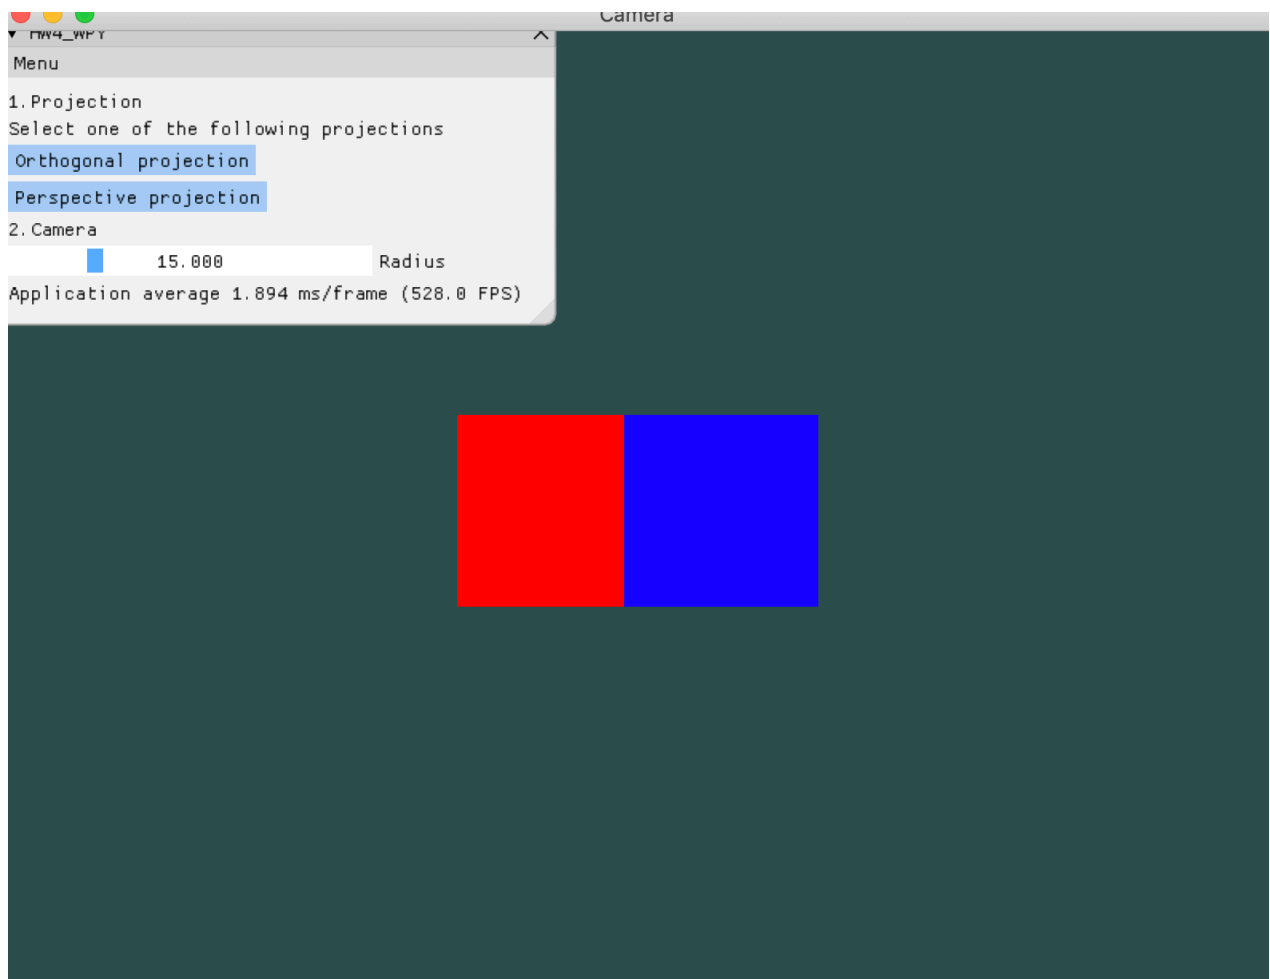 Camera
HW4_WPY
Menu
1.Projection
Select one of the following projections
Orthogonal projection
Perspective projection
2.Camera
15.000 Radius
Application average 1.894 ms/frame (528.0 FPS)